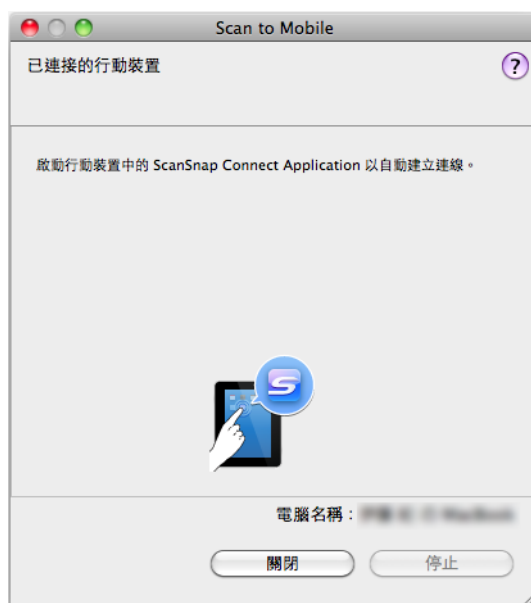 Scan to Mobile
已連接的行動裝置
?
啟動行動裝置中的 ScanSnap Connect Application 以自動建立連線。
S
電腦名稱：
關閉
停止